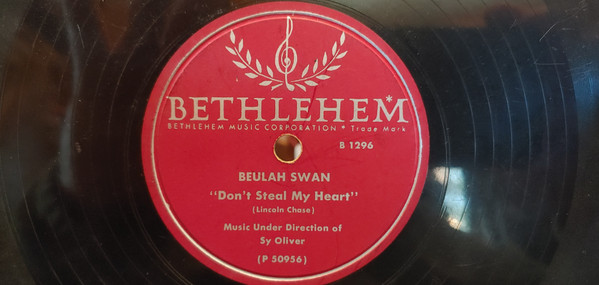 BETHLEHEM*
BETHLEHEM MUSIC CORPORATION * Trade Mark
B 1296
BEULAH SWAN
"Don't Steal My Heart"
(Lincoln Chase)
Music Under Direction of
Sy Oliver
(P 50956)